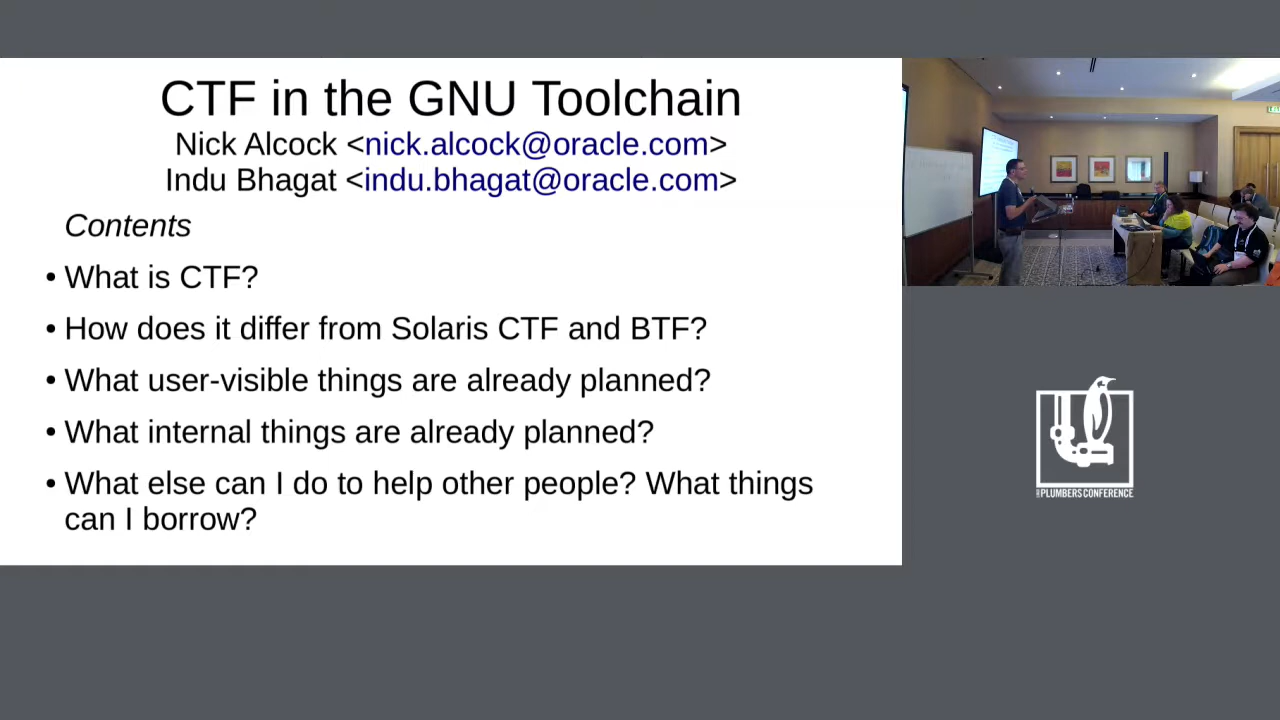 CTF in the GNU Toolchain
Nick Alcock <nick.alcock@oracle.com>
Indu Bhagat <indu.bhagat@oracle.com>
Contents
• What is CTF?
• How does it differ from Solaris CTF and BTF?
• What user-visible things are already planned?
• What internal things are already planned?
• What else can I do to help other people? What things
can I borrow?
PLUMBERS CONFERENCE